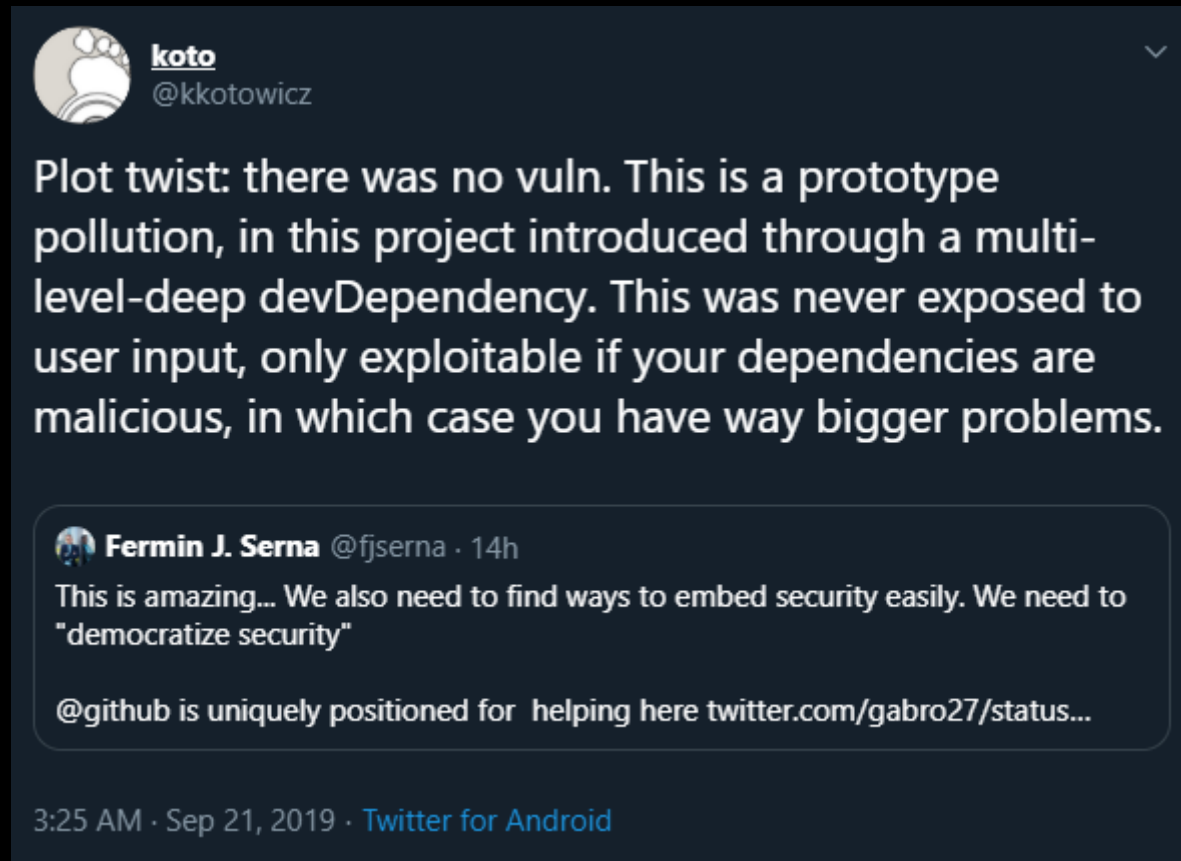 koto
@kkotowicz
Plot twist: there was no vuln. This is a prototype
pollution, in this project introduced through a multi-
level-deep devDependency. This was never exposed to
user input, only exploitable if your dependencies are
malicious, in which case you have way bigger problems.
Fermin J. Serna @fjserna · 14h
This is amazing... We also need to find ways to embed security easily. We need to
"democratize security"
@github is uniquely positioned for  helping here twitter.com/gabro27/status...
3:25 AM · Sep 21, 2019 · Twitter for Android